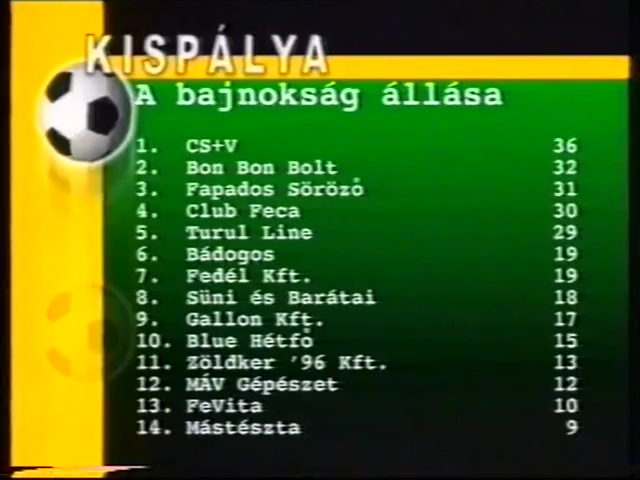 KISPÁLYA
A bajnokság állása
1. CS+V 36
2. Bon Bon Bolt 32
3. Fapados Söröző 31
4. Club Feca 30
5. Turul Line 29
6. Bádogos 19
7. Fedél Kft. 19
8. Süni és Barátai 18
9. Gallon Kft. 17
10. Blue Hétfő 15
11. Zöldker '96 Kft. 13
12. MÁV Gépészet 12
13. FeVita 10
14. Mástészta 9